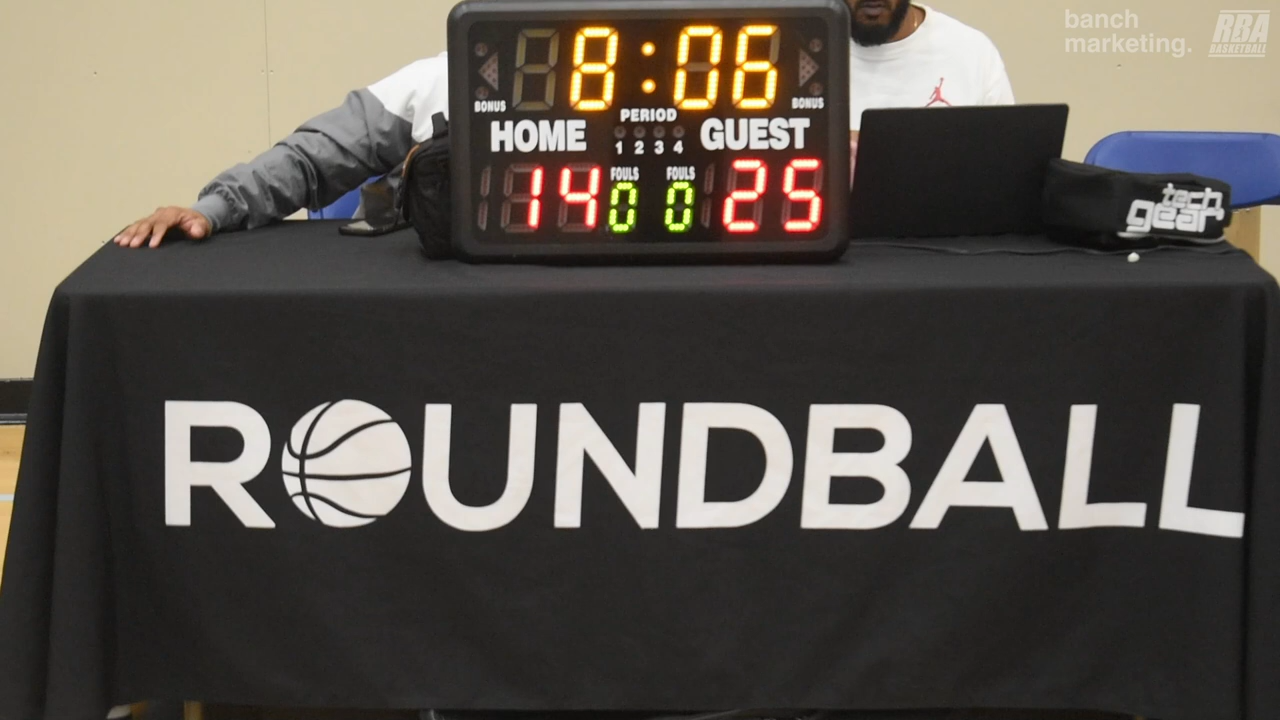 banch
marketing.
RBA
BASKETBALL
8:06
BONUS
BONUS
PERIOD
HOME
GUEST
1 2 3 4
FOULS
FOULS
14
0
0
25
tech
gear
ROUNDBALL